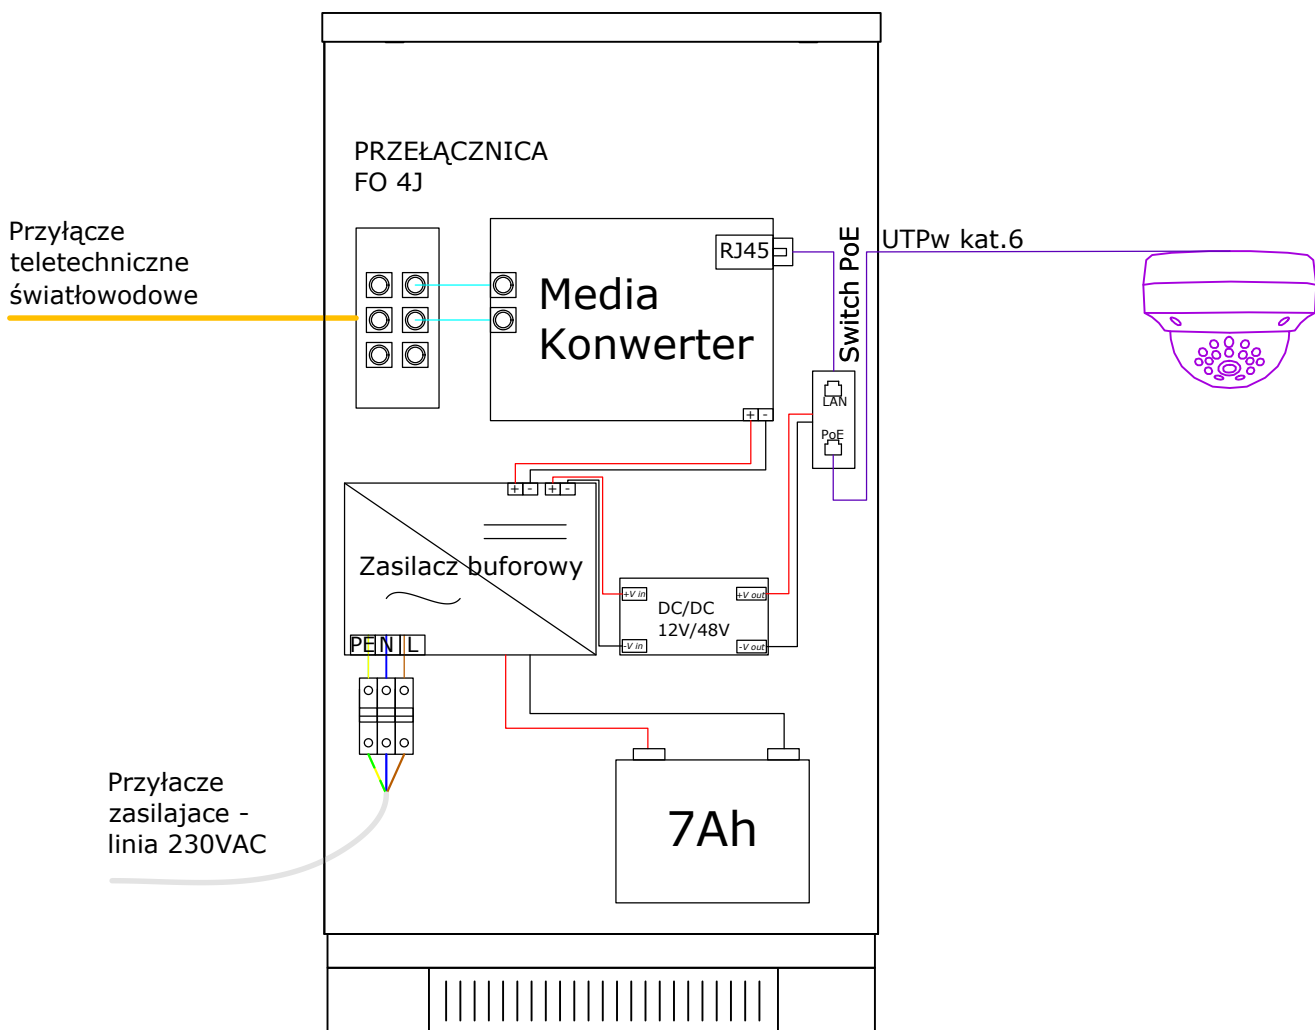 PRZEŁĄCZNICA
FO 4J
Przyłącze
teletechniczne
światłowodowe
RJ45
Switch PoE
UTPw kat.6
Media
Konwerter
LAN
PoE
+ -
+ - + -
Zasilacz buforowy
+V in
+V out
DC/DC
12V/48V
-V in
-V out
PE N L
Przyłacze
zasilajace -
linia 230VAC
7Ah